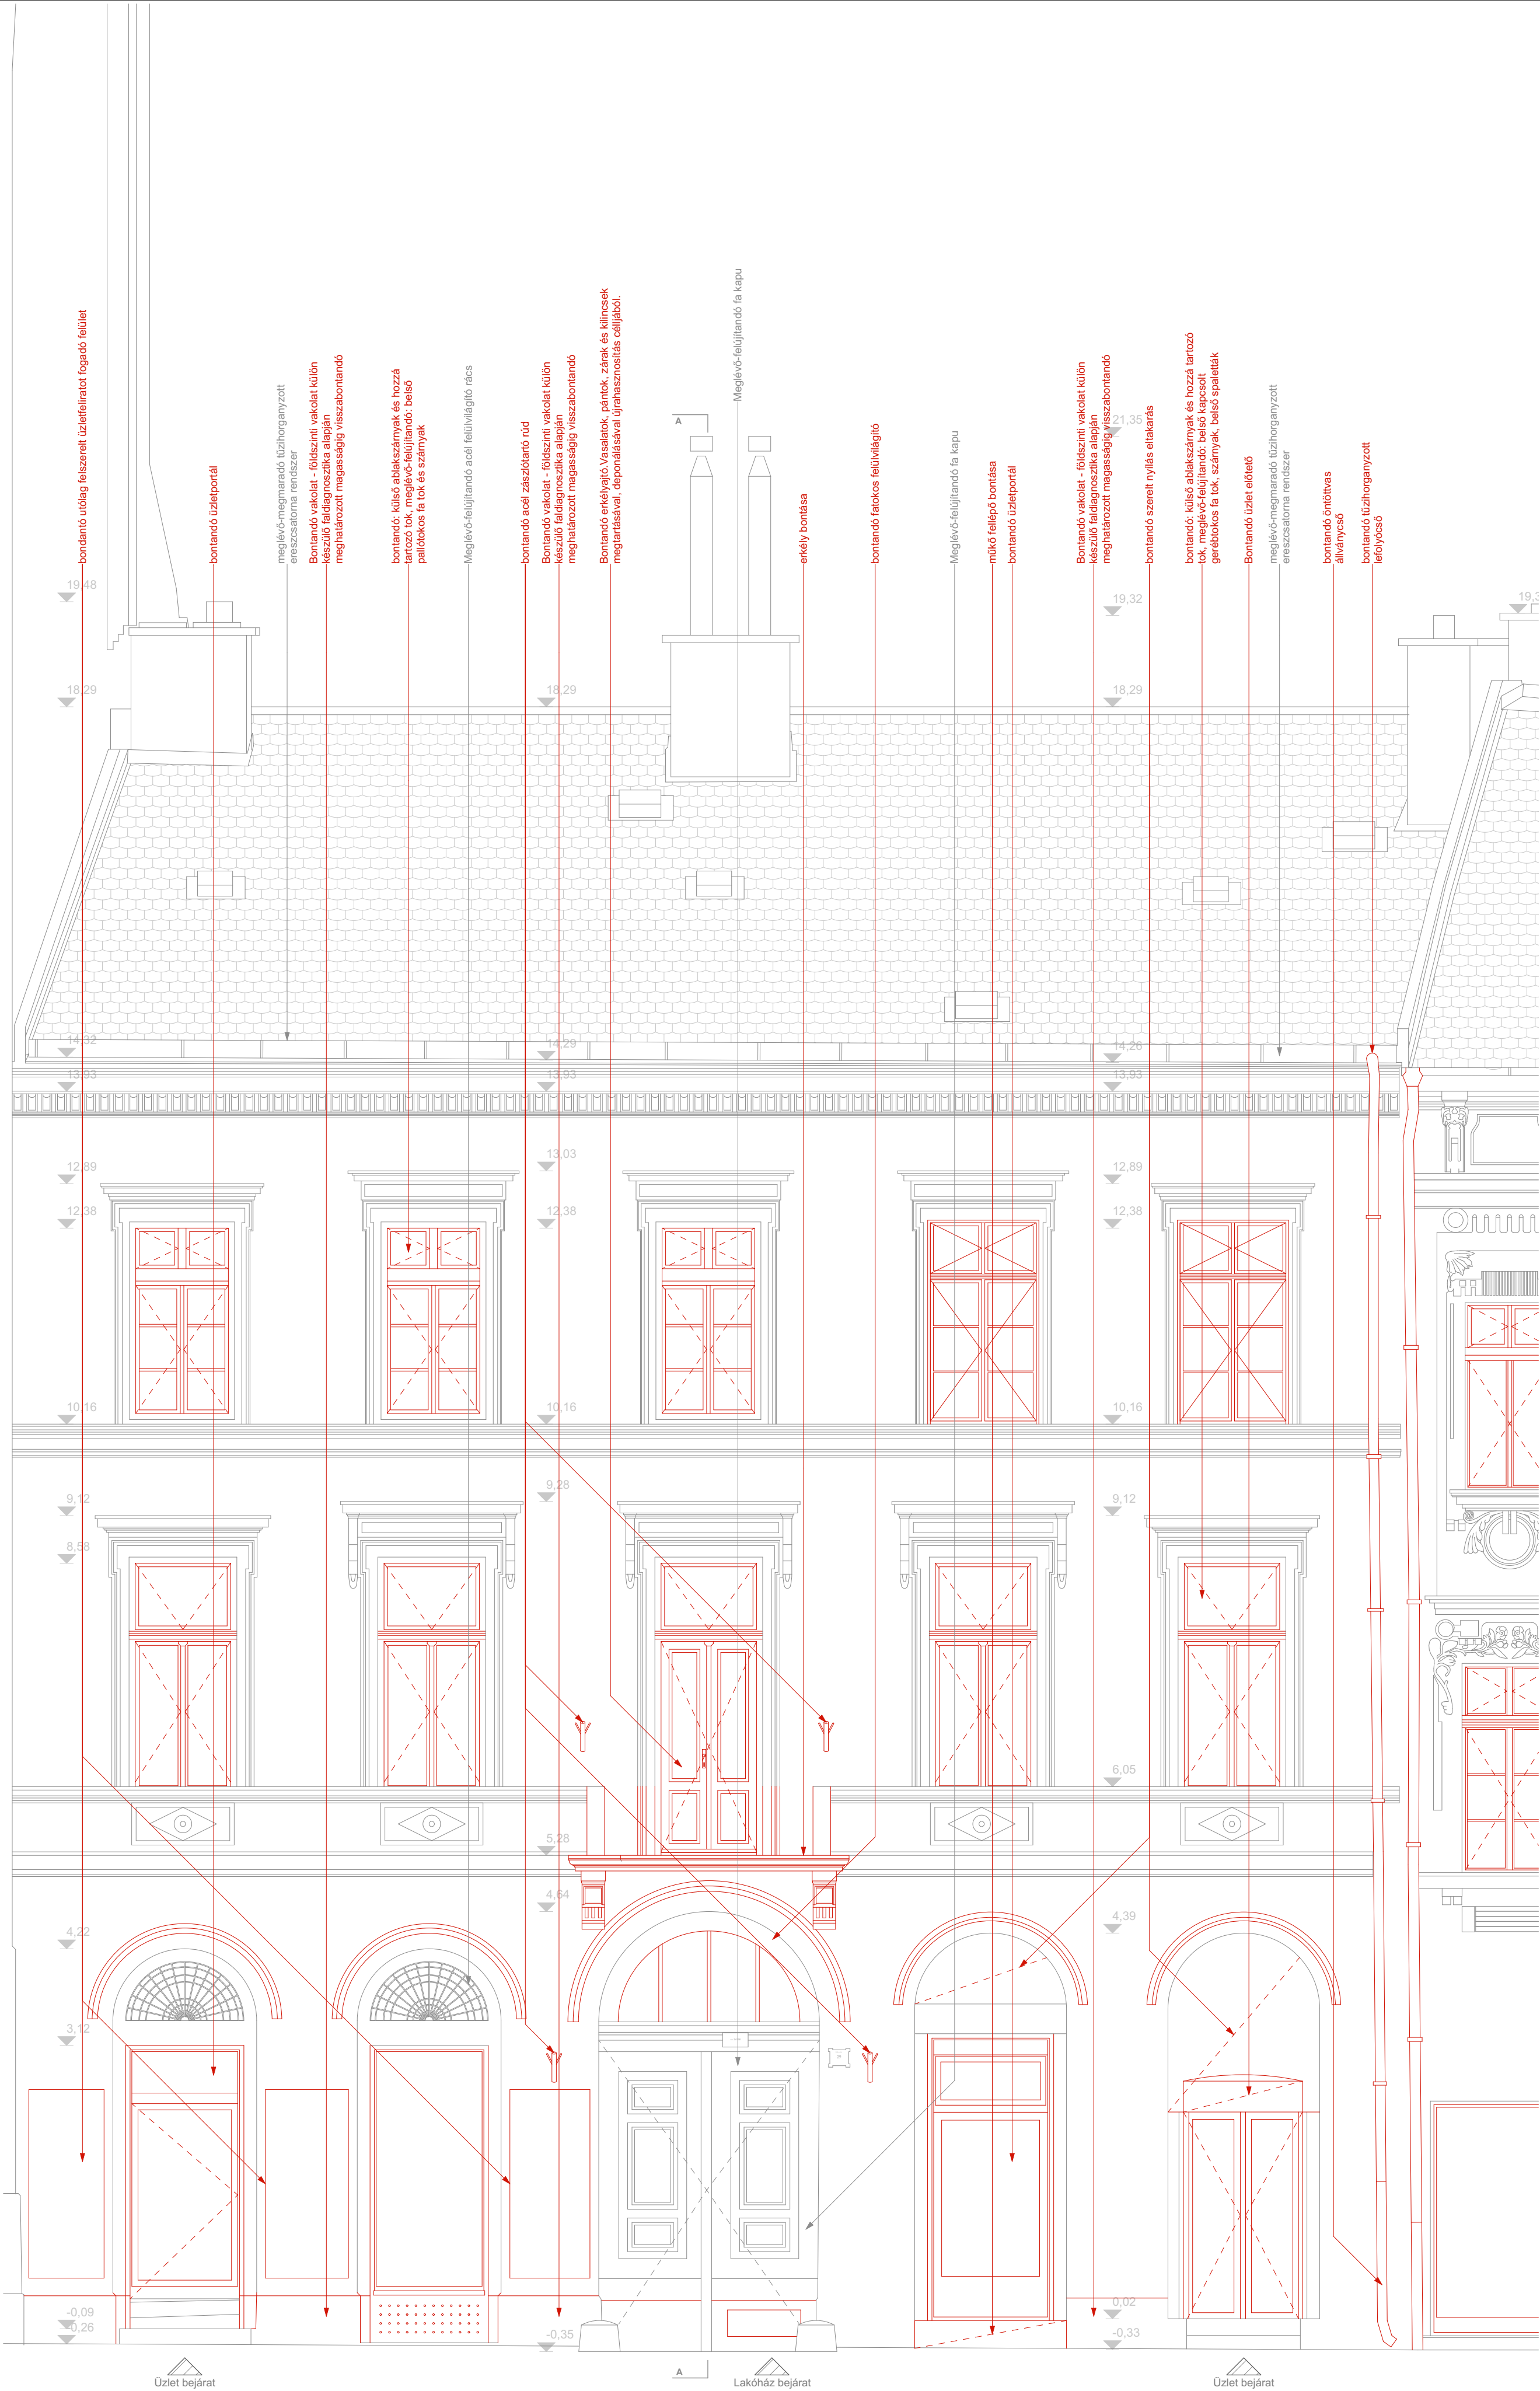 bondantó utólag felszerelt üzletfeliratot fogadó felület
bontandó üzletportál
meglévő-megmaradó tűzihorganyzott
ereszcsatorna rendszer
Bontandó vakolat - földszinti vakolat külön
készülő faldiagnosztika alapján
meghatározott magasságig visszabontandó
bontandó: külső ablakszárnyak és hozzá
tartozó tok, meglévő-felújítandó: belső
pallótokos fa tok és szárnyak
Meglévő-felújítandó acél felülvilágító rács
bontandó acél zászlótartó rúd
Bontandó vakolat - földszinti vakolat külön
készülő faldiagnosztika alapján
meghatározott magasságig visszabontandó
Bontandó erkélyajtó.Vasalatok, pántok, zárak és kilincsek
megtartásával, deponálásával újrahasznosítás célljából.
Meglévő-felújítandó fa kapu
erkély bontása
bontandó fatokos felülvilágító
Meglévő-felújítandó fa kapu
műkő fellépő bontása
bontandó üzletportál
Bontandó vakolat - földszinti vakolat külön
készülő faldiagnosztika alapján
meghatározott magasságig visszabontandó
bontandó szerelt nyílás eltakarás
bontandó: külső ablakszárnyak és hozzá tartozó
tok, meglévő-felújítandó: belső kapcsolt
gerébtokos fa tok, szárnyak, belső spaletták
Bontandó üzlet előtető
meglévő-megmaradó tűzihorganyzott
ereszcsatorna rendszer
bontandó öntöttvas
állványcső
bontandó tűzihorganyzott
lefolyócső
A
21,35
19,48
19,32
19,3
18,29
18,29
18,29
14,32
14,29
14,26
13,93
13,93
13,93
12,89
13,03
12,89
12,38
12,38
12,38
10,16
10,16
10,16
9,12
9,28
9,12
8,58
6,05
5,28
4,64
4,22
4,39
3,12
-0,09
-0,26
-0,35
0,02
-0,33
A
Üzlet bejárat
Lakóház bejárat
Üzlet bejárat